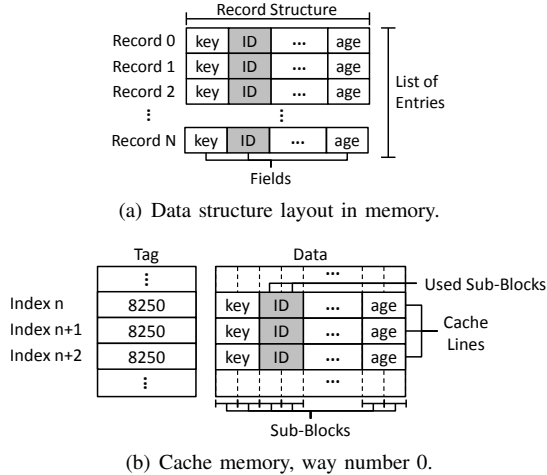 Record Structure
Record 0 key ID ... age
Record 1 key ID ... age
Record 2 key ID ... age
List of
Entries
⋮ ⋮
Record N key ID ... age
Fields
(a) Data structure layout in memory.
Tag Data
⋮ ...
Used Sub-Blocks
Index n 8250 key ID ... age
Index n+1 8250 key ID ... age
Cache
Lines
Index n+2 8250 key ID ... age
⋮ ...
Sub-Blocks
(b) Cache memory, way number 0.